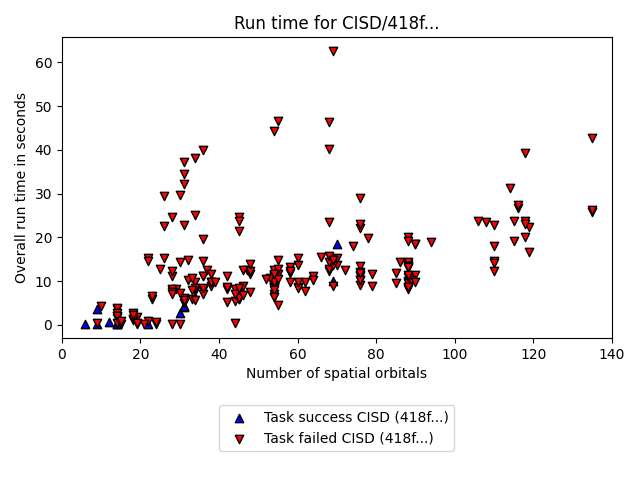 Run time for CISD/418f...
Overall run time in seconds
60
50
40
30
20
10
0
0 20 40 60 80 100 120 140
Number of spatial orbitals
Task success CISD (418f...)
Task failed CISD (418f...)